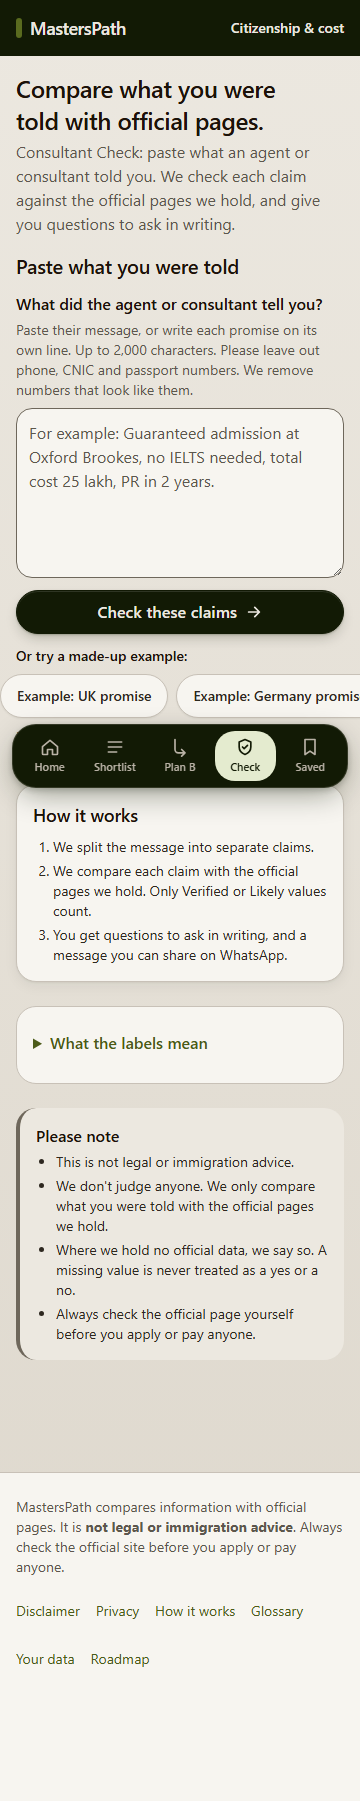 MastersPath
Citizenship & cost
Compare what you were
told with official pages.
Consultant Check: paste what an agent or
consultant told you. We check each claim
against the official pages we hold, and give
you questions to ask in writing.
Paste what you were told
What did the agent or consultant tell you?
Paste their message, or write each promise on its
own line. Up to 2,000 characters. Please leave out
phone, CNIC and passport numbers. We remove
numbers that look like them.
For example: Guaranteed admission at
Oxford Brookes, no IELTS needed, total
cost 25 lakh, PR in 2 years.
Check these claims →
Or try a made-up example:
Example: UK promise
Example: Germany promis
Home
Shortlist
Plan B
Check
Saved
How it works
1. We split the message into separate claims.
2. We compare each claim with the official
pages we hold. Only Verified or Likely values
count.
3. You get questions to ask in writing, and a
message you can share on WhatsApp.
What the labels mean
Please note
• This is not legal or immigration advice.
• We don't judge anyone. We only compare
what you were told with the official pages
we hold.
• Where we hold no official data, we say so. A
missing value is never treated as a yes or a
no.
• Always check the official page yourself
before you apply or pay anyone.
MastersPath compares information with official
pages. It is not legal or immigration advice. Always
check the official site before you apply or pay
anyone.
Disclaimer Privacy How it works Glossary
Your data Roadmap